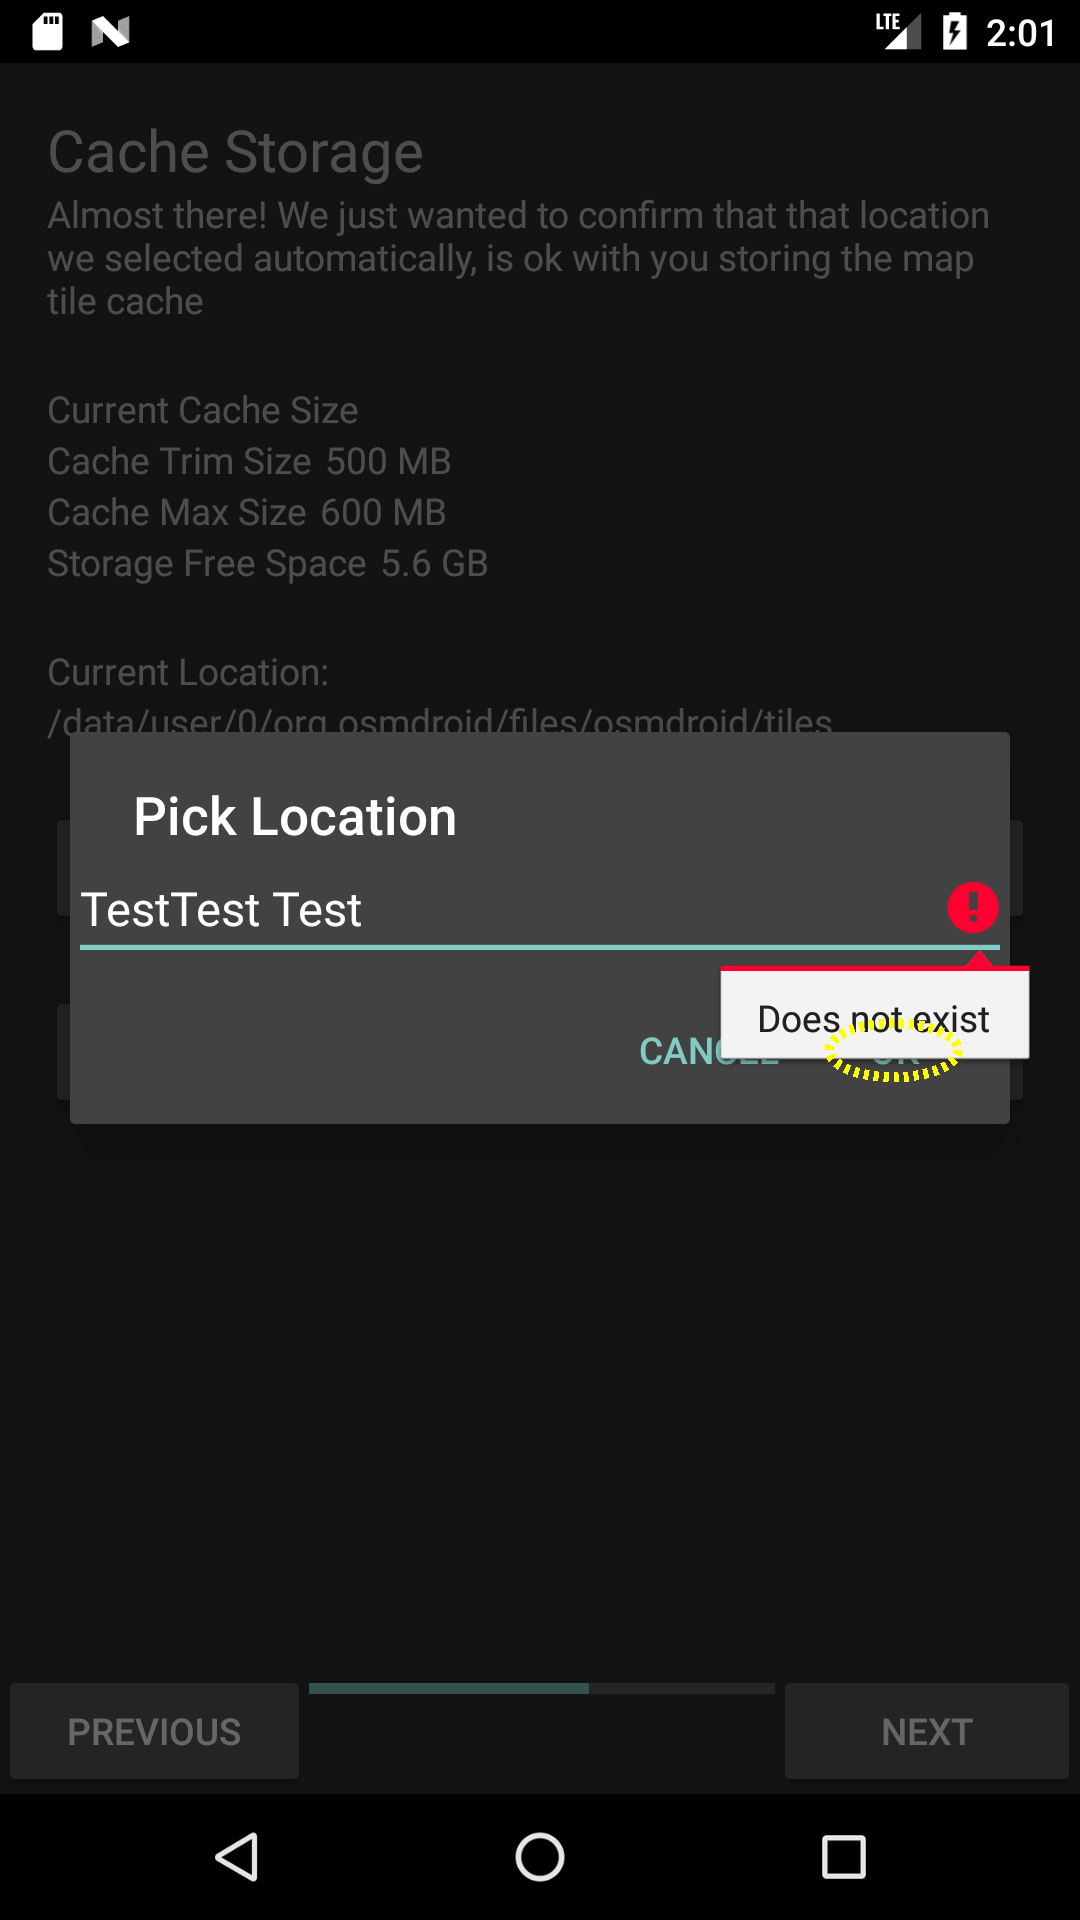 LTE 2:01
Cache Storage
Almost there! We just wanted to confirm that that location
we selected automatically, is ok with you storing the map
tile cache
Current Cache Size
Cache Trim Size 500 MB
Cache Max Size 600 MB
Storage Free Space 5.6 GB
Current Location:
/data/user/0/org.osmdroid/files/osmdroid/tiles
Pick Location
TestTest Test
Does not exist
CANCEL OK
PREVIOUS NEXT